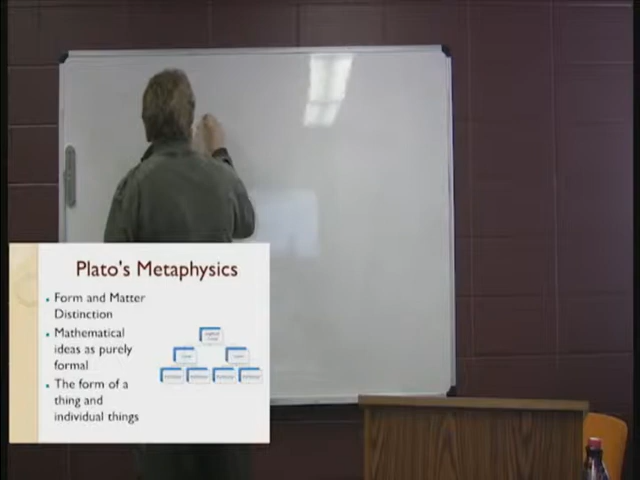 Plato's Metaphysics
• Form and Matter
Distinction
• Mathematical
ideas as purely
formal
• The form of a
thing and
individual things